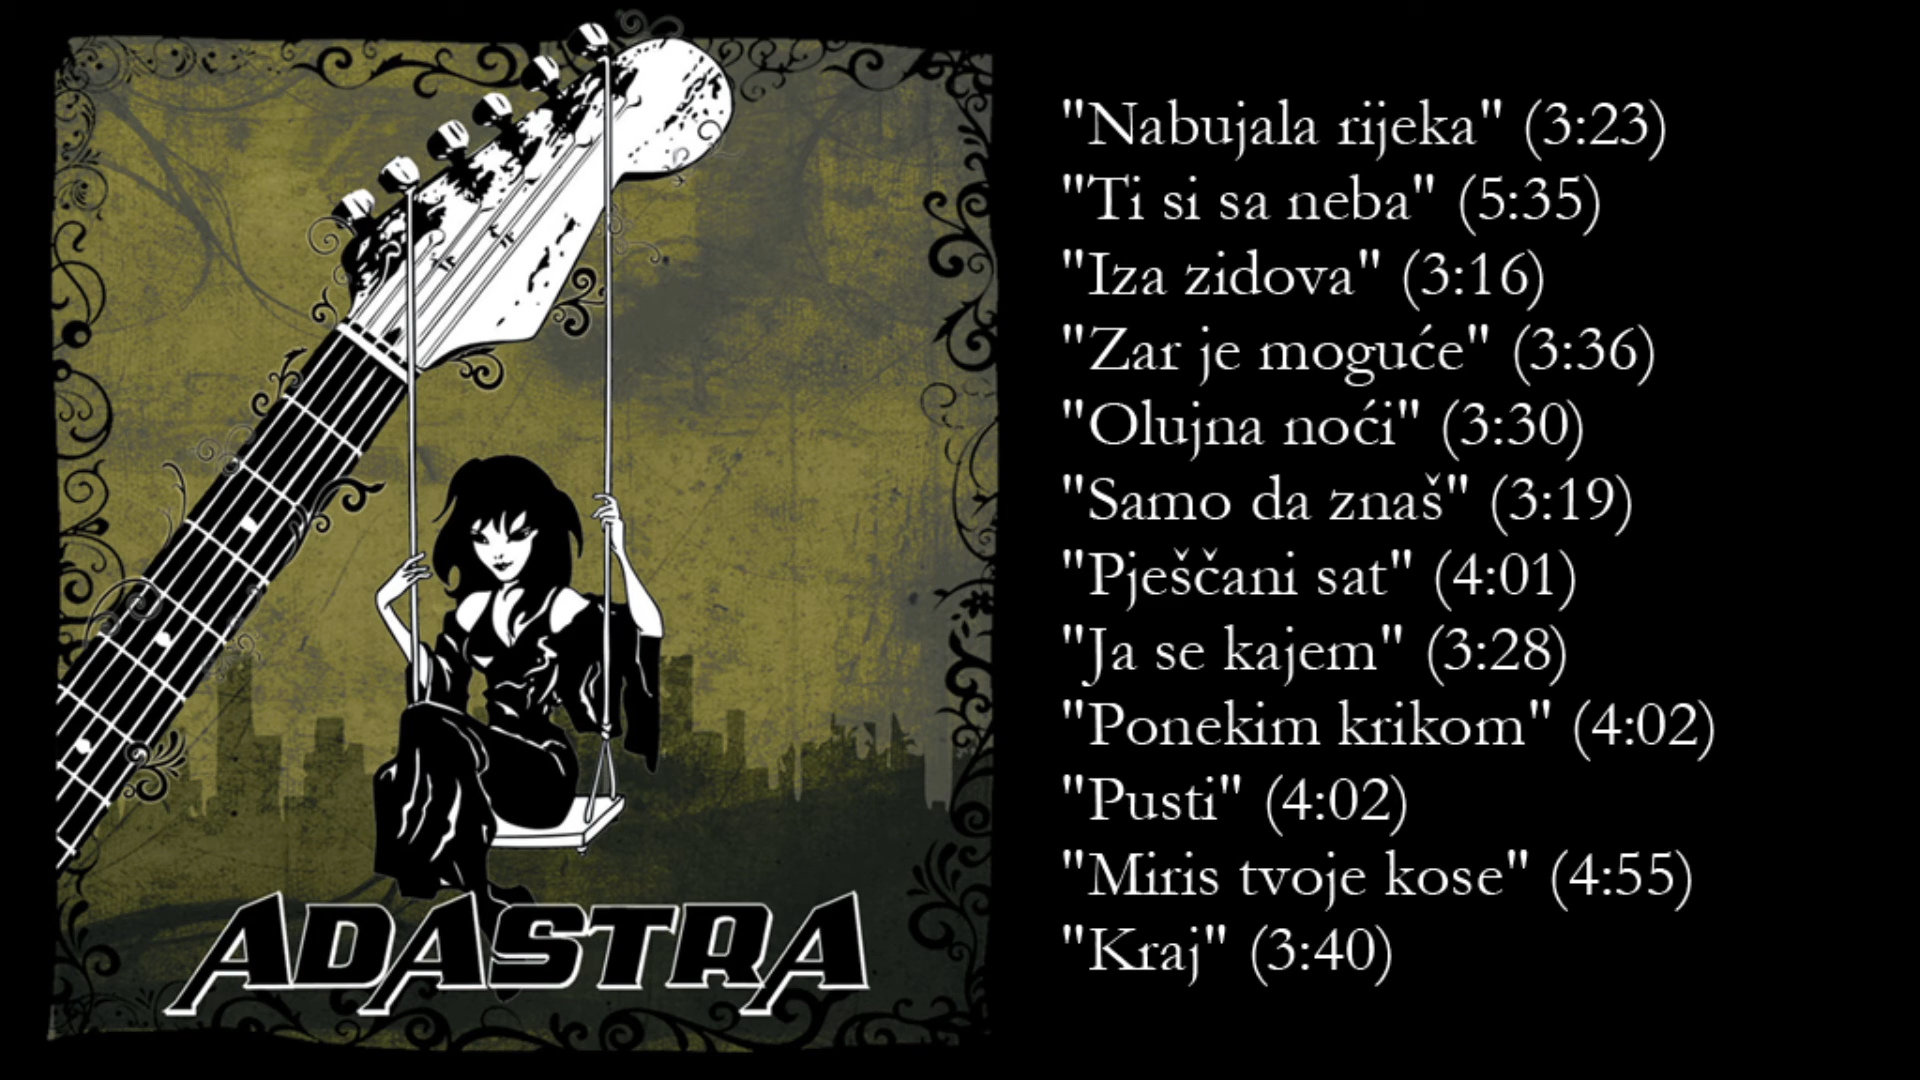 ADASTRA
"Nabujala rijeka" (3:23)
"Ti si sa neba" (5:35)
"Iza zidova" (3:16)
"Zar je moguće" (3:36)
"Olujna noći" (3:30)
"Samo da znaš" (3:19)
"Pješčani sat" (4:01)
"Ja se kajem" (3:28)
"Ponekim krikom" (4:02)
"Pusti" (4:02)
"Miris tvoje kose" (4:55)
"Kraj" (3:40)